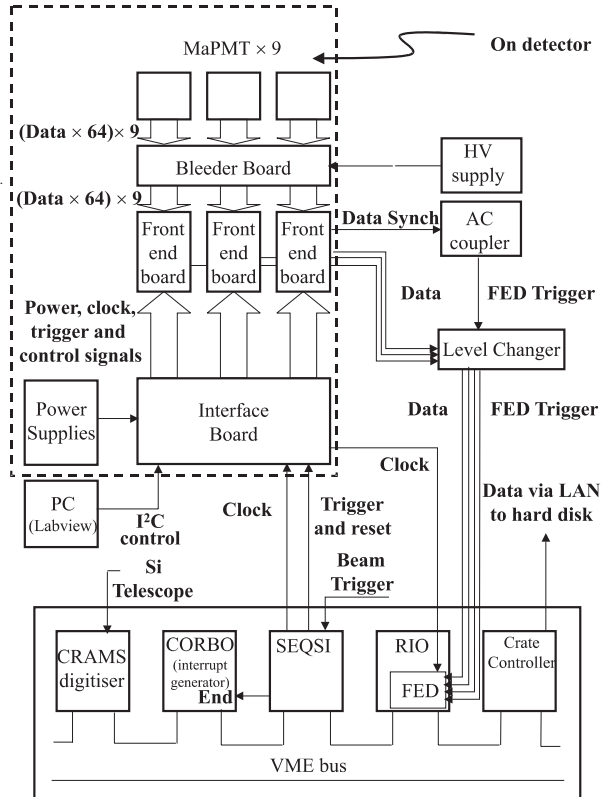 MaPMT × 9
On detector
(Data × 64)× 9
Bleeder Board
HV
supply
(Data × 64) × 9
Front
end
board
Front
end
board
Front
end
board
Data Synch
AC
coupler
Data
FED Trigger
Power, clock,
trigger and
control signals
Level Changer
Power
Supplies
Interface
Board
Data
FED Trigger
Clock
PC
(Labview)
I²C
control
Clock
Trigger
and reset
Data via LAN
to hard disk
Si
Telescope
Beam
Trigger
CRAMS
digitiser
CORBO
(interrupt
generator)
End
SEQSI
RIO
FED
Crate
Controller
VME bus